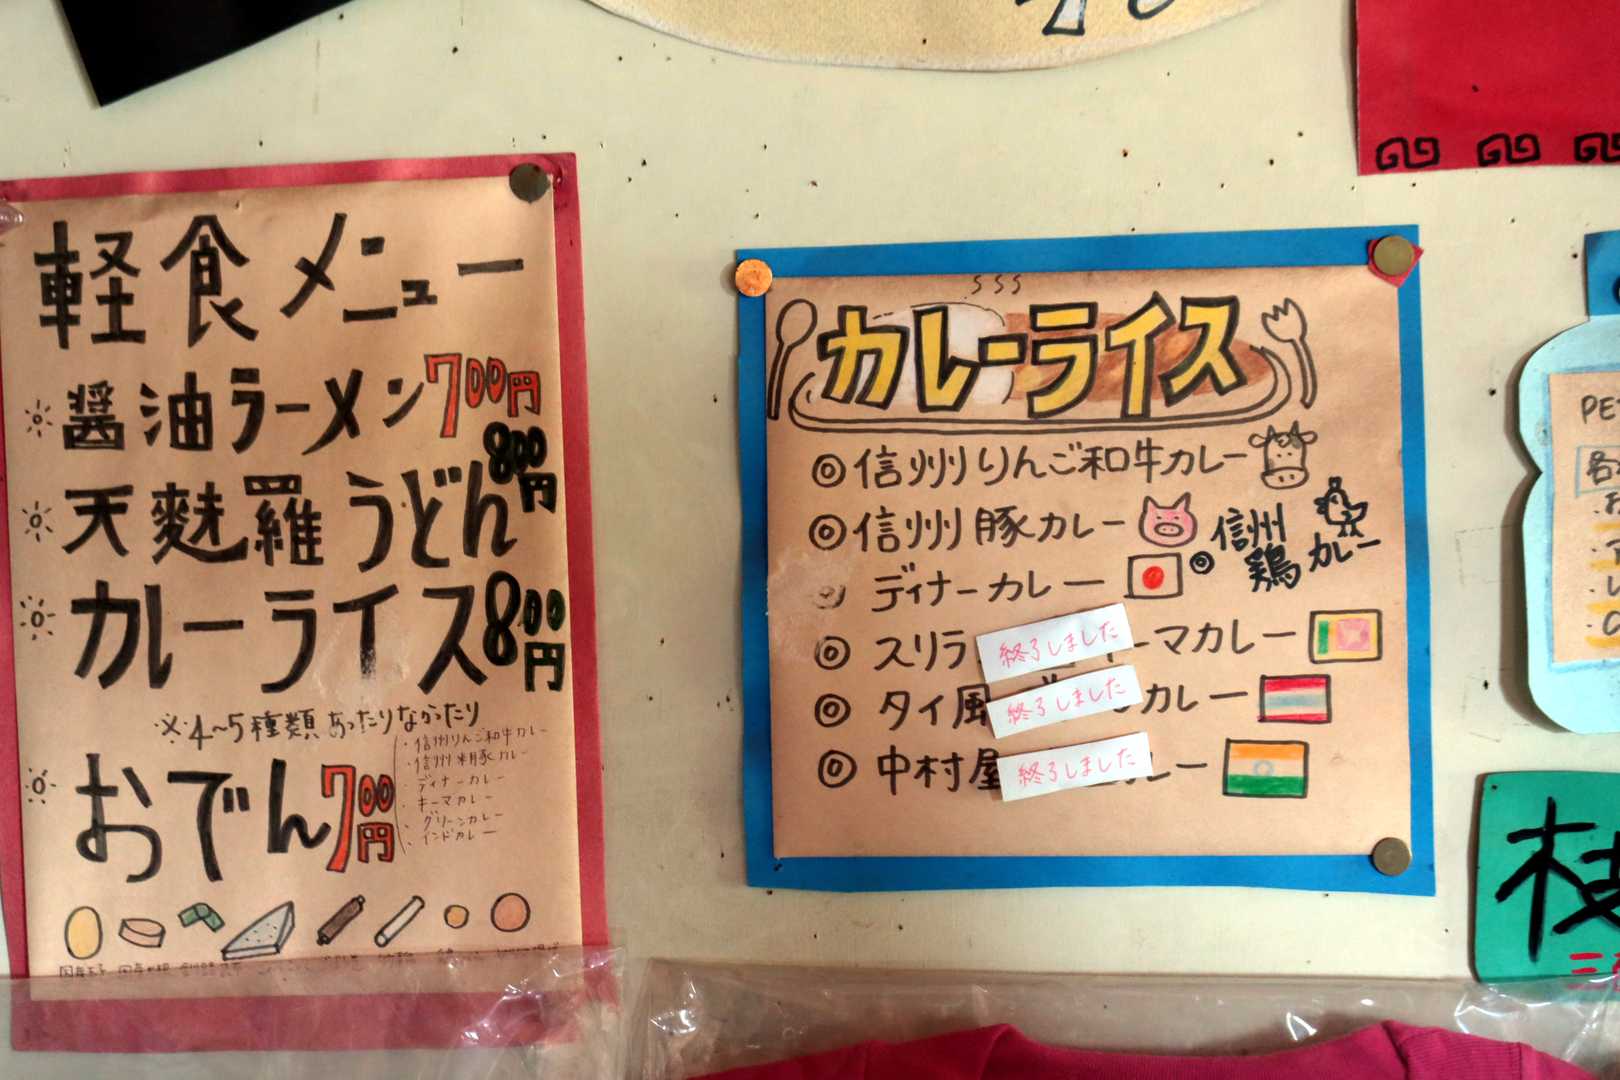 軽食メニュー
醤油ラーメン700円
天麩羅うどん800円
カレーライス800円
※4~5種類あったりなかったり
・信州りんご和牛カレー
・信州 豚カレー
・ディナーカレー
・キーマカレー
・グリーンカレー
・インドカレー
おでん700円
カレーライス
◎信州りんご和牛カレー
◎信州豚カレー
◎信州鶏カレー
◎ディナーカレー
◎スリラ 終了しました ーマカレー
◎タイ風 終了しました カレー
◎中村屋 終了しました カレー
PE
各
枝
三